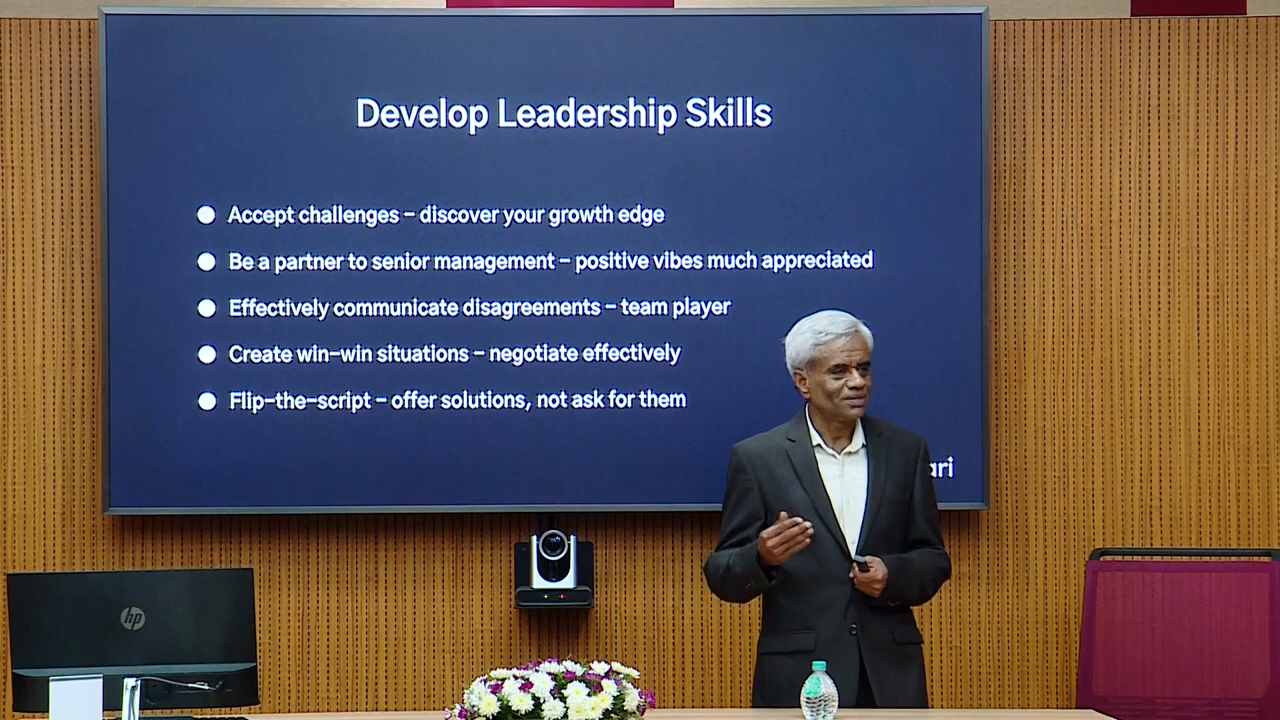 Develop Leadership Skills
Accept challenges – discover your growth edge
Be a partner to senior management – positive vibes much appreciated
Effectively communicate disagreements – team player
Create win-win situations – negotiate effectively
Flip-the-script – offer solutions, not ask for them
hp